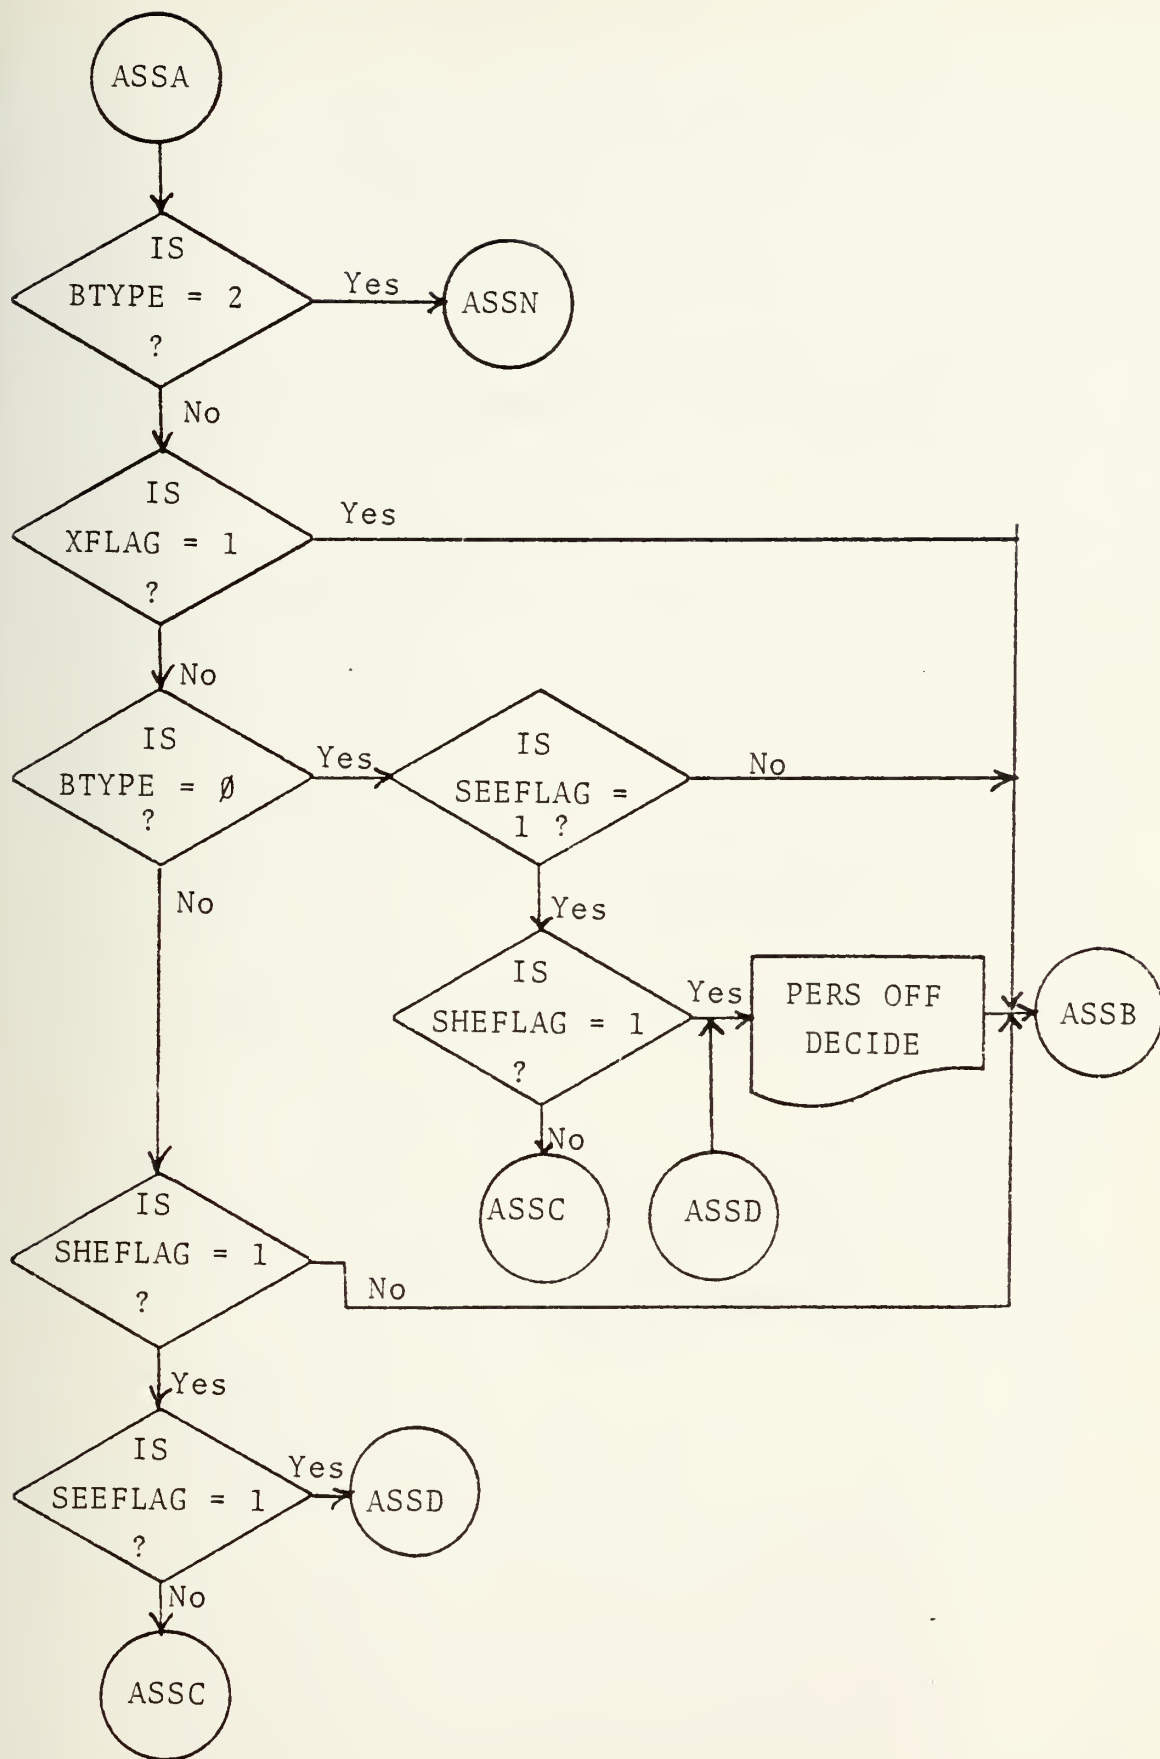 ASSA
IS
BTYPE = 2
?
Yes
ASSN
No
IS
XFLAG = 1
?
Yes
No
IS
BTYPE = Ø
?
Yes
IS
SEEFLAG =
1 ?
No
No
Yes
IS
SHEFLAG = 1
?
Yes
PERS OFF
DECIDE
ASSB
No
ASSC
ASSD
IS
SHEFLAG = 1
?
No
Yes
IS
SEEFLAG = 1
?
Yes
ASSD
No
ASSC